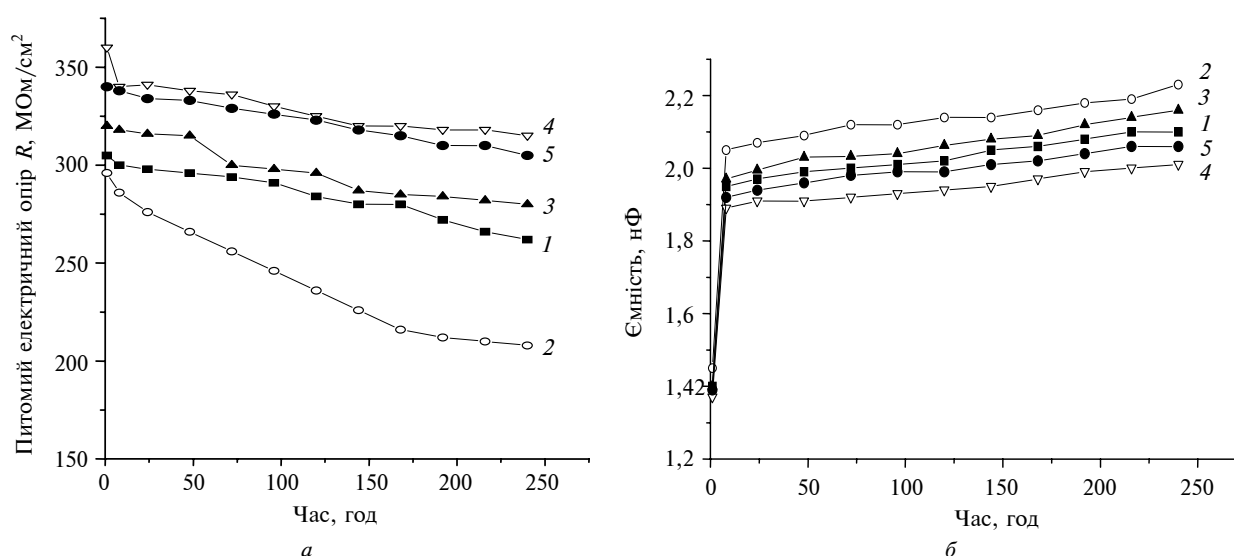 Питомий електричний опір R, МОм/см²
350
300
250
200
150
0 50 100 150 200 250
Час, год
а
4
5
3
1
2
Ємність, нФ
2,2
2,0
1,8
1,6
1,42
1,2
0 50 100 150 200 250
Час, год
б
2
3
1
5
4